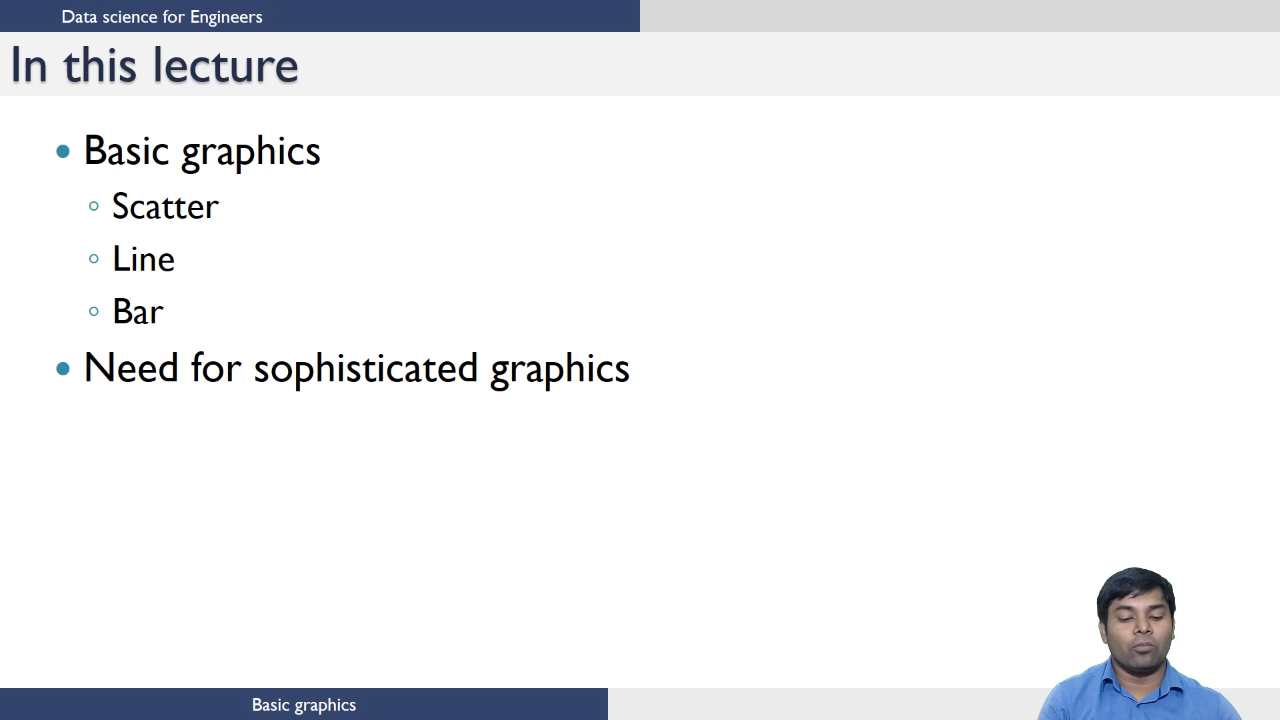 Data science for Engineers
In this lecture
• Basic graphics
◦ Scatter
◦ Line
◦ Bar
• Need for sophisticated graphics
Basic graphics